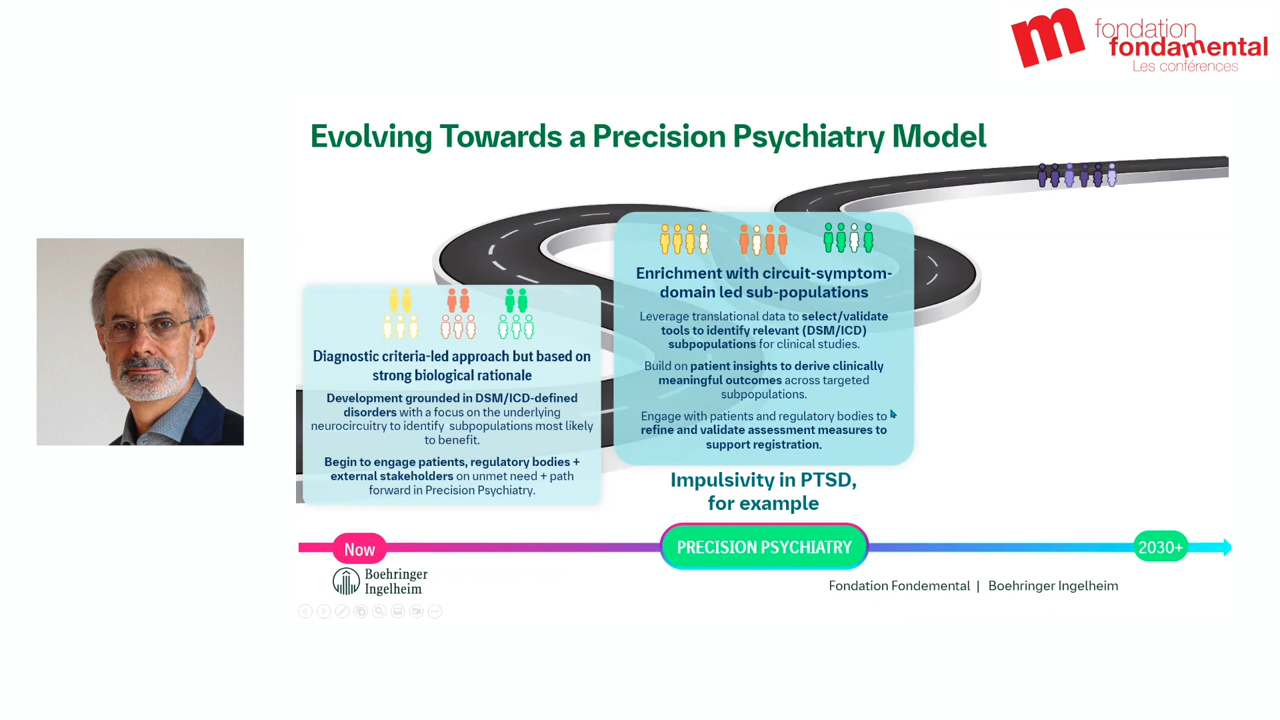 fondation
fondamental
Les conférences
Evolving Towards a Precision Psychiatry Model
Diagnostic criteria-led approach but based on
strong biological rationale
Development grounded in DSM/ICD-defined
disorders with a focus on the underlying
neurocircuitry to identify subpopulations most likely
to benefit.
Begin to engage patients, regulatory bodies +
external stakeholders on unmet need + path
forward in Precision Psychiatry.
Enrichment with circuit-symptom-
domain led sub-populations
Leverage translational data to select/validate
tools to identify relevant (DSM/ICD)
subpopulations for clinical studies.
Build on patient insights to derive clinically
meaningful outcomes across targeted
subpopulations.
Engage with patients and regulatory bodies to
refine and validate assessment measures to
support registration.
Impulsivity in PTSD,
for example
Now
PRECISION PSYCHIATRY
2030+
Boehringer
Ingelheim
Fondation Fondemental | Boehringer Ingelheim